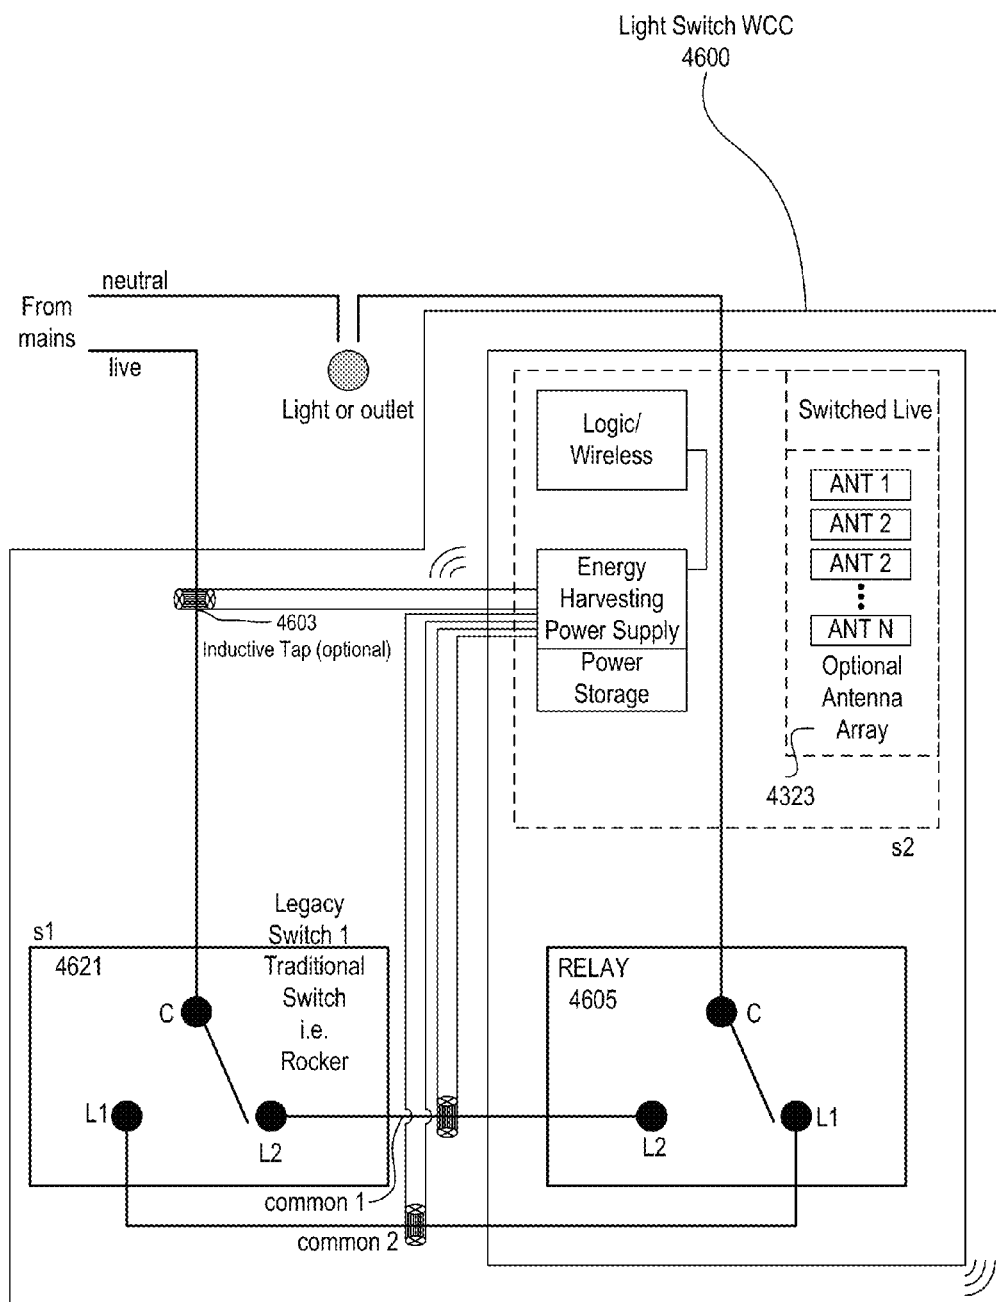 Light Switch WCC
4600
neutral
From
mains
live
Light or outlet
Logic/
Wireless
Switched Live
ANT 1
ANT 2
ANT 2
ANT N
Optional
Antenna
Array
4323
Energy
Harvesting
Power Supply
Power
Storage
4603
Inductive Tap (optional)
s2
s1
4621
Legacy
Switch 1
Traditional
Switch
i.e.
Rocker
C
L1
L2
RELAY
4605
C
L2
L1
common 1
common 2